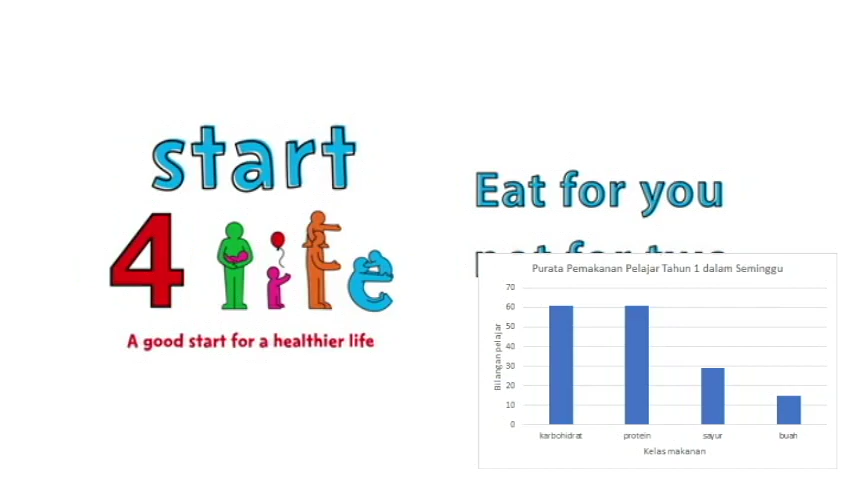 start
4 life
A good start for a healthier life
Eat for you
Purata Pemakanan Pelajar Tahun 1 dalam Seminggu
70
60
50
40
30
20
10
0
Bilangan pelajar
karbohidrat protein sayur buah
Kelas makanan